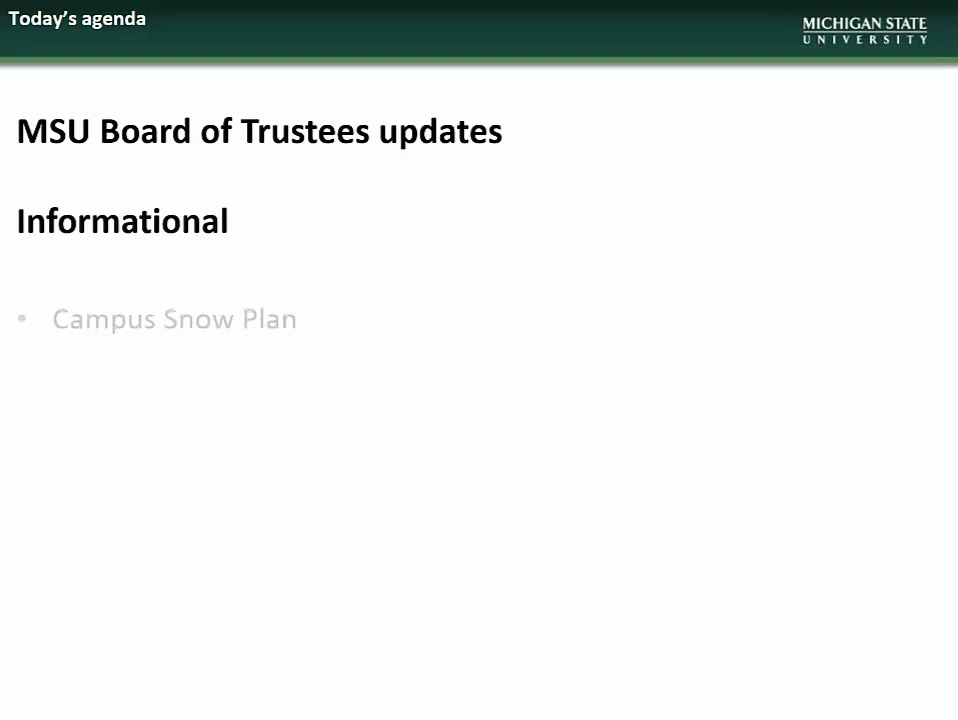 Today's agenda
MICHIGAN STATE
UNIVERSITY
MSU Board of Trustees updates
Informational
• Campus Snow Plan